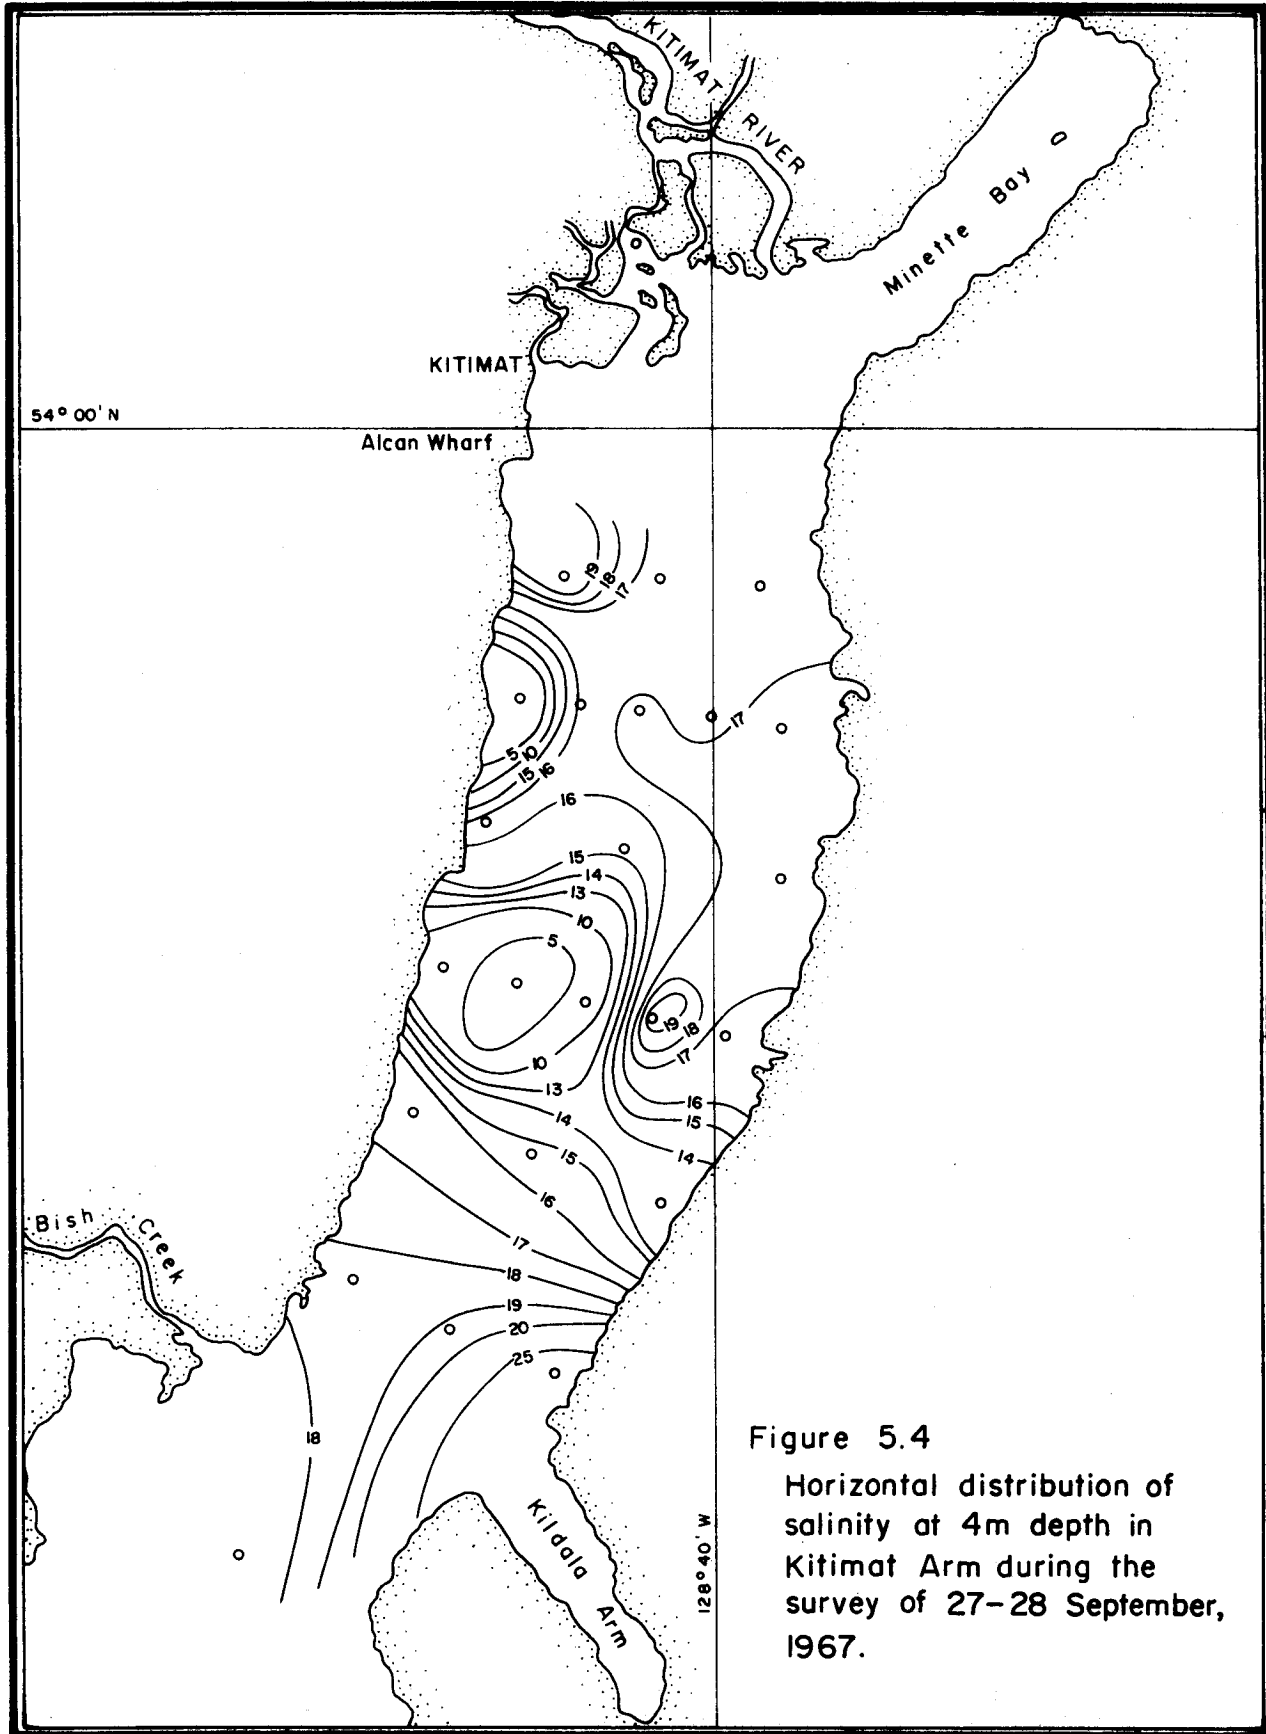 KITIMAT
RIVER
Minette Bay
KITIMAT
54° 00' N
Alcan Wharf
19
18
17
17
5
10
15
16
16
15
14
13
10
5
19
18
17
10
13
16
15
14
14
15
16
17
18
19
20
25
18
Bish Creek
Kildala Arm
128° 40' W
Figure 5.4
Horizontal distribution of
salinity at 4m depth in
Kitimat Arm during the
survey of 27-28 September,
1967.